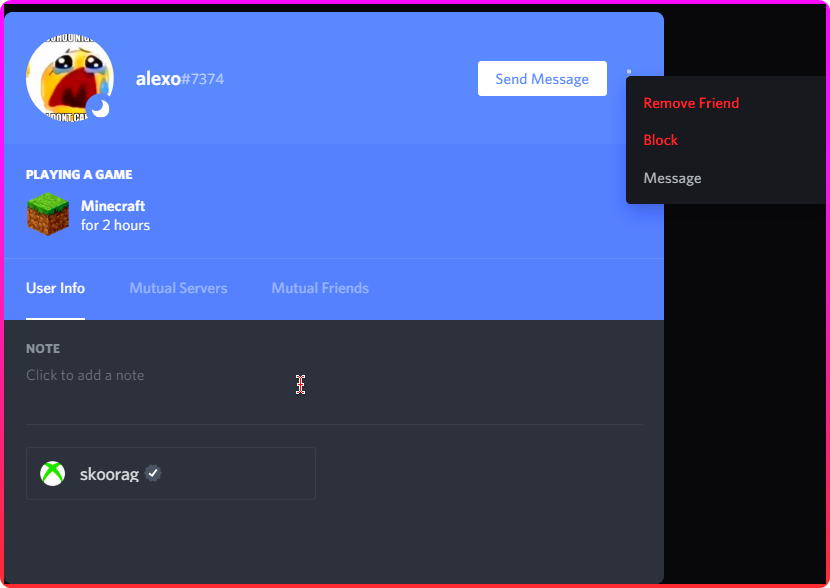 alexo#7374
Send Message
Remove Friend
Block
Message
PLAYING A GAME
Minecraft
for 2 hours
User Info
Mutual Servers
Mutual Friends
NOTE
Click to add a note
skoorag